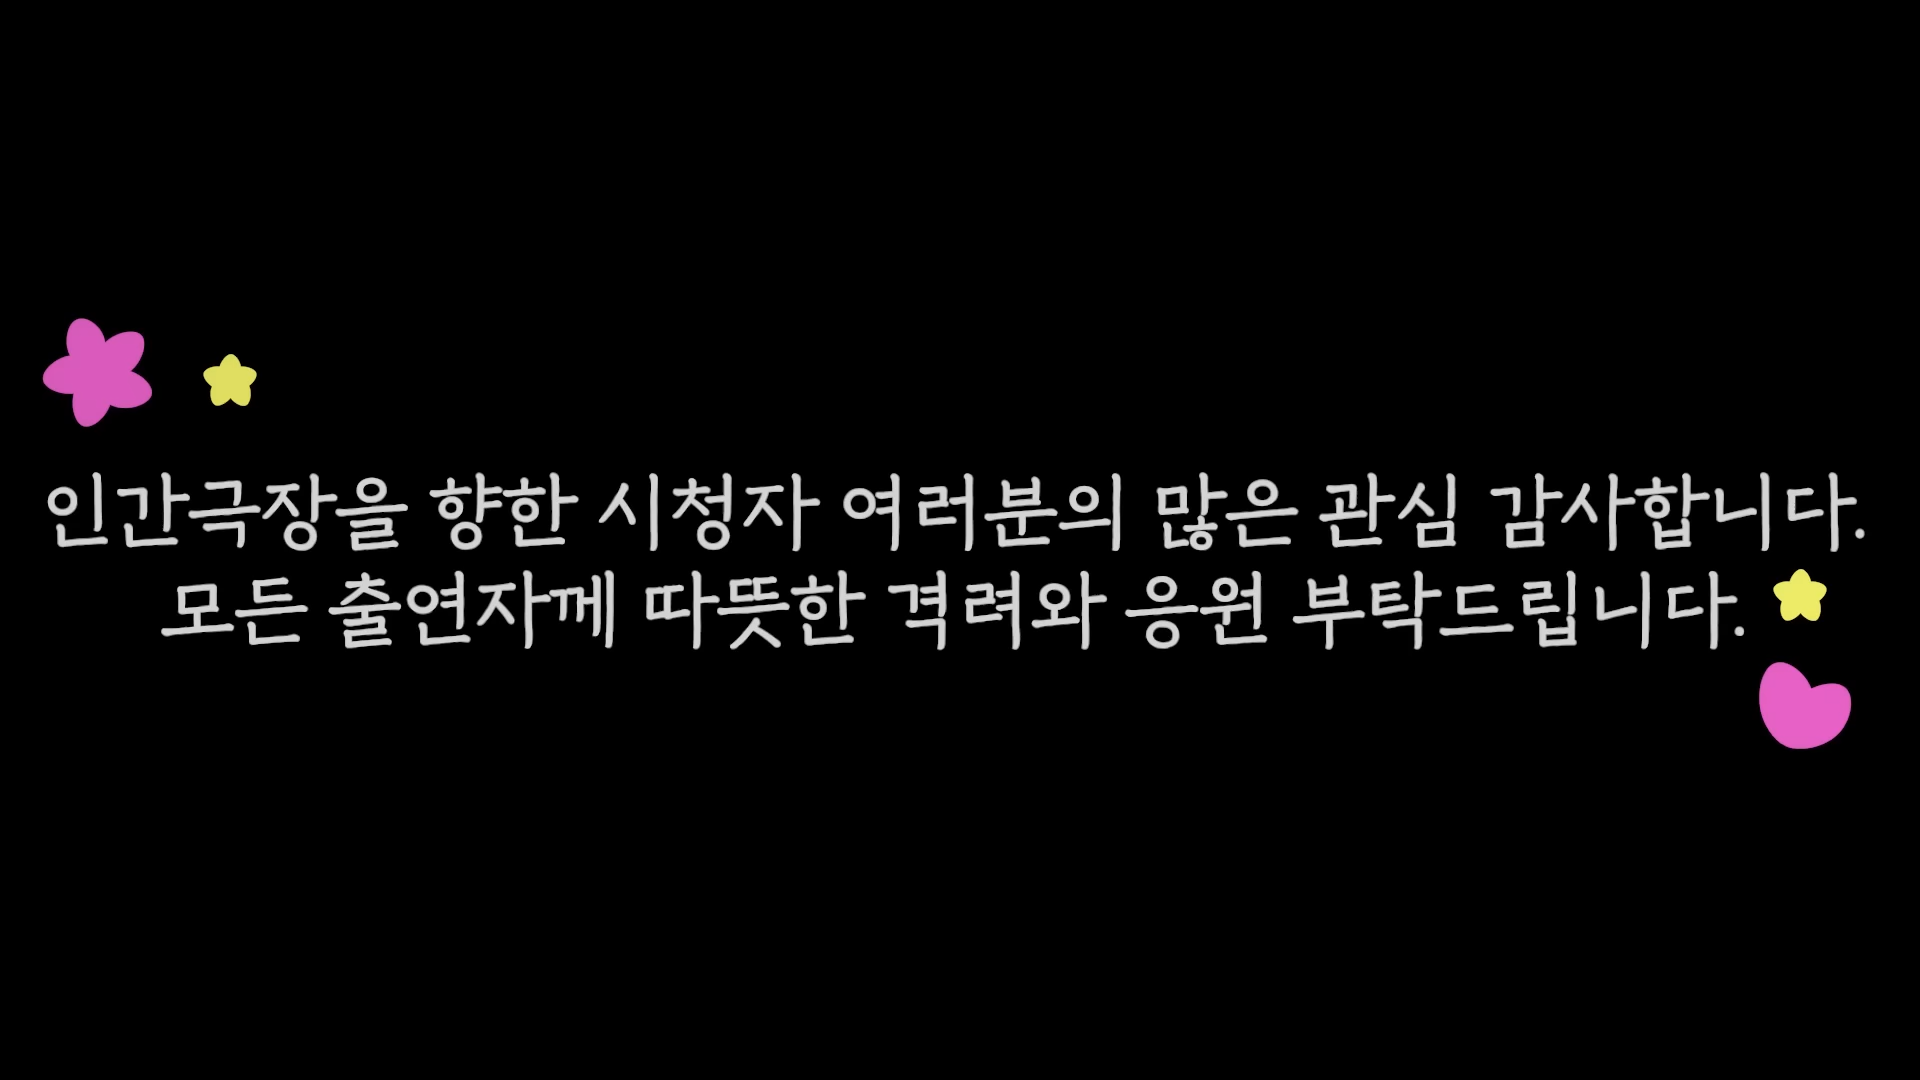 인간극장을 향한 시청자 여러분의 많은 관심 감사합니다.
모든 출연자께 따뜻한 격려와 응원 부탁드립니다.